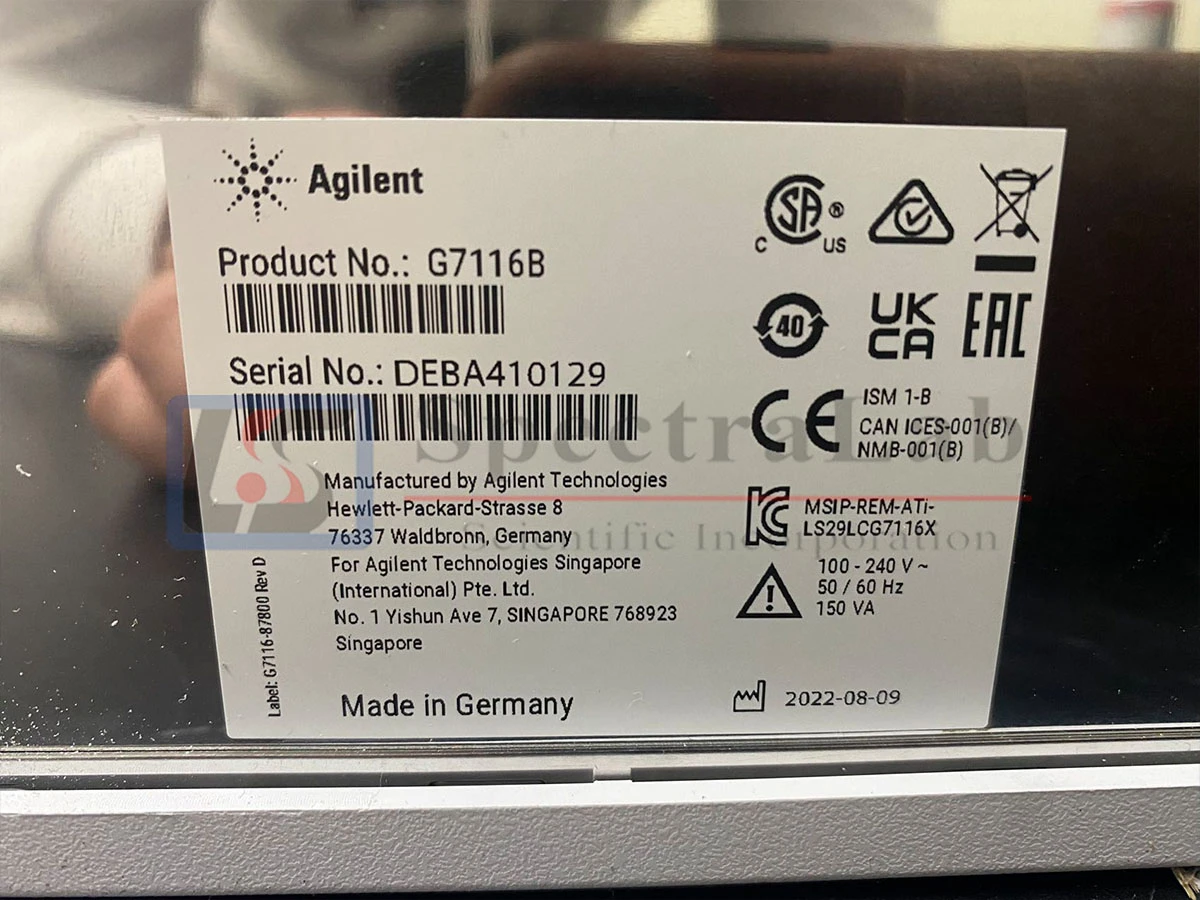 Agilent
Product No.: G7116B
Serial No.: DEBA410129
Manufactured by Agilent Technologies
Hewlett-Packard-Strasse 8
76337 Waldbronn, Germany
For Agilent Technologies Singapore
(International) Pte. Ltd.
No. 1 Yishun Ave 7, SINGAPORE 768923
Singapore
Made in Germany
Label: G7116-87800 Rev D
C SA ® US
40
UK
CA
EAC
CE
ISM 1-B
CAN ICES-001(B)/
NMB-001(B)
MSIP-REM-ATi-
LS29LCG7116X
100 - 240 V ~
50 / 60 Hz
150 VA
2022-08-09
LS
SpectraLab
Scientific Incorporation